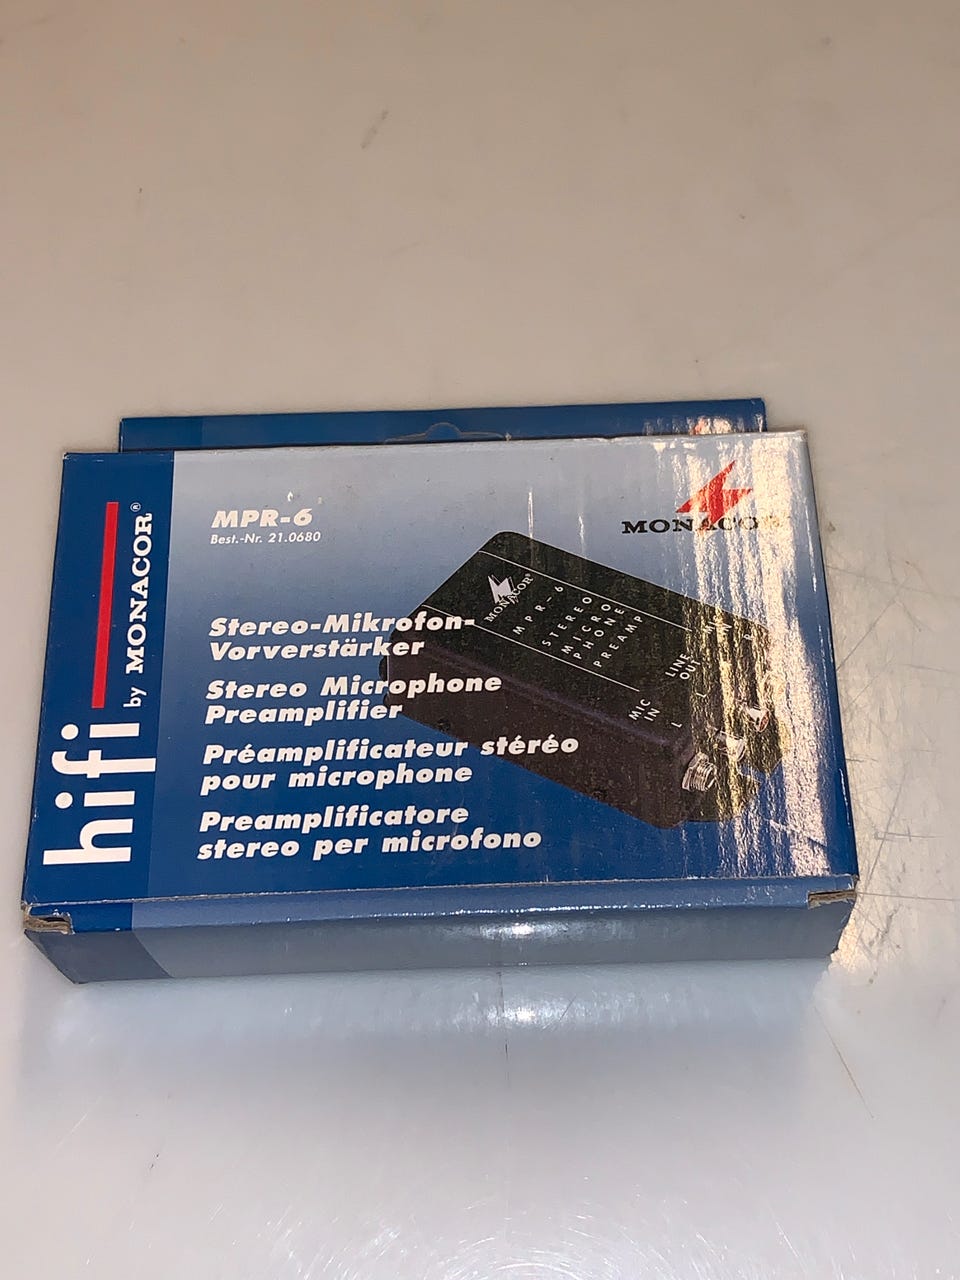 hifi by MONACOR®
MPR-6
Best.-Nr. 21.0680
MONACOR
Stereo-Mikrofon-
Vorverstärker
Stereo Microphone
Preamplifier
Préamplificateur stéréo
pour microphone
Preamplificatore
stereo per microfono
MONACOR®
MPR-6
STEREO
MICRO
PHONE
PREAMP
LINE
OUT
L
MIC
IN
L